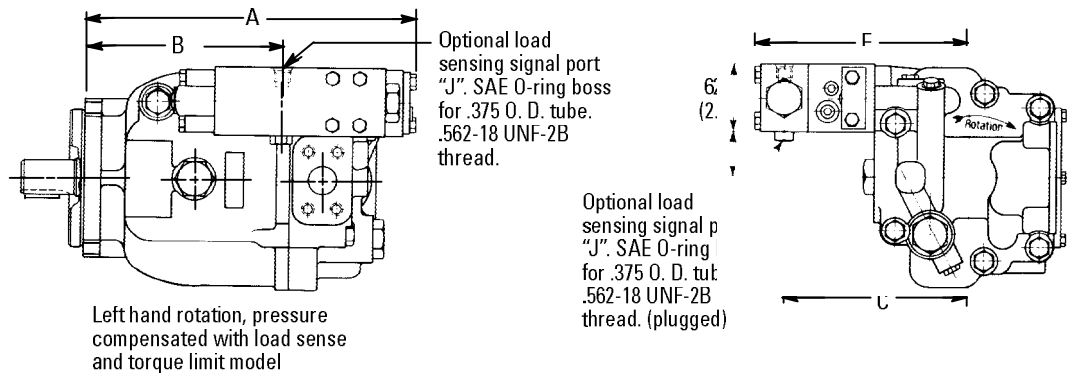 A
B
Optional load
sensing signal port
“J”. SAE O-ring boss
for .375 O. D. tube.
.562-18 UNF-2B
thread.
Left hand rotation, pressure
compensated with load sense
and torque limit model
(2.
Rotation
Optional load
sensing signal
“J”. SAE O-ring
for .375 O. D.
.562-18 UNF-2B
thread. (plugged)